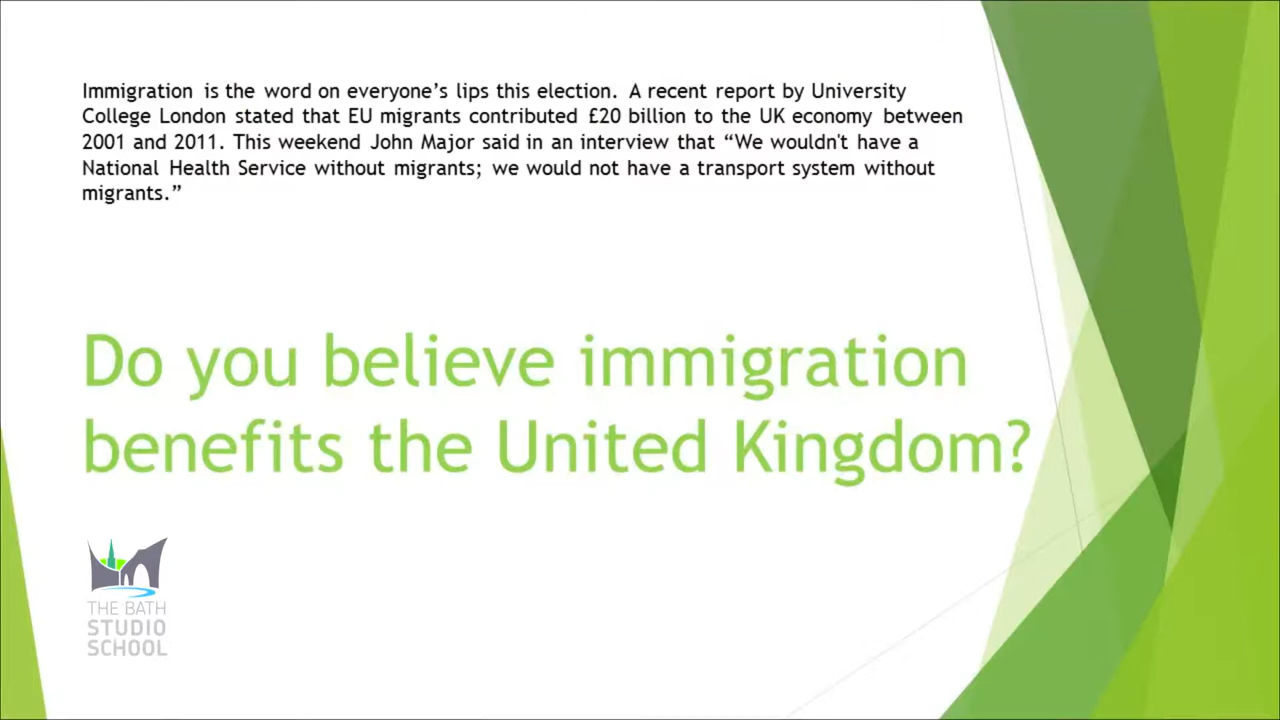 Immigration is the word on everyone’s lips this election. A recent report by University
College London stated that EU migrants contributed £20 billion to the UK economy between
2001 and 2011. This weekend John Major said in an interview that “We wouldn't have a
National Health Service without migrants; we would not have a transport system without
migrants.”
Do you believe immigration
benefits the United Kingdom?
THE BATH
STUDIO
SCHOOL